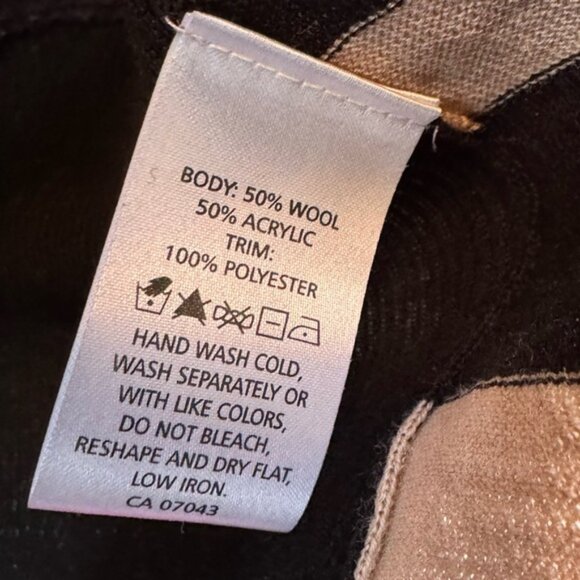 BODY: 50% WOOL
50% ACRYLIC
TRIM:
100% POLYESTER
HAND WASH COLD,
WASH SEPARATELY OR
WITH LIKE COLORS,
DO NOT BLEACH,
RESHAPE AND DRY FLAT,
LOW IRON.
CA 07043